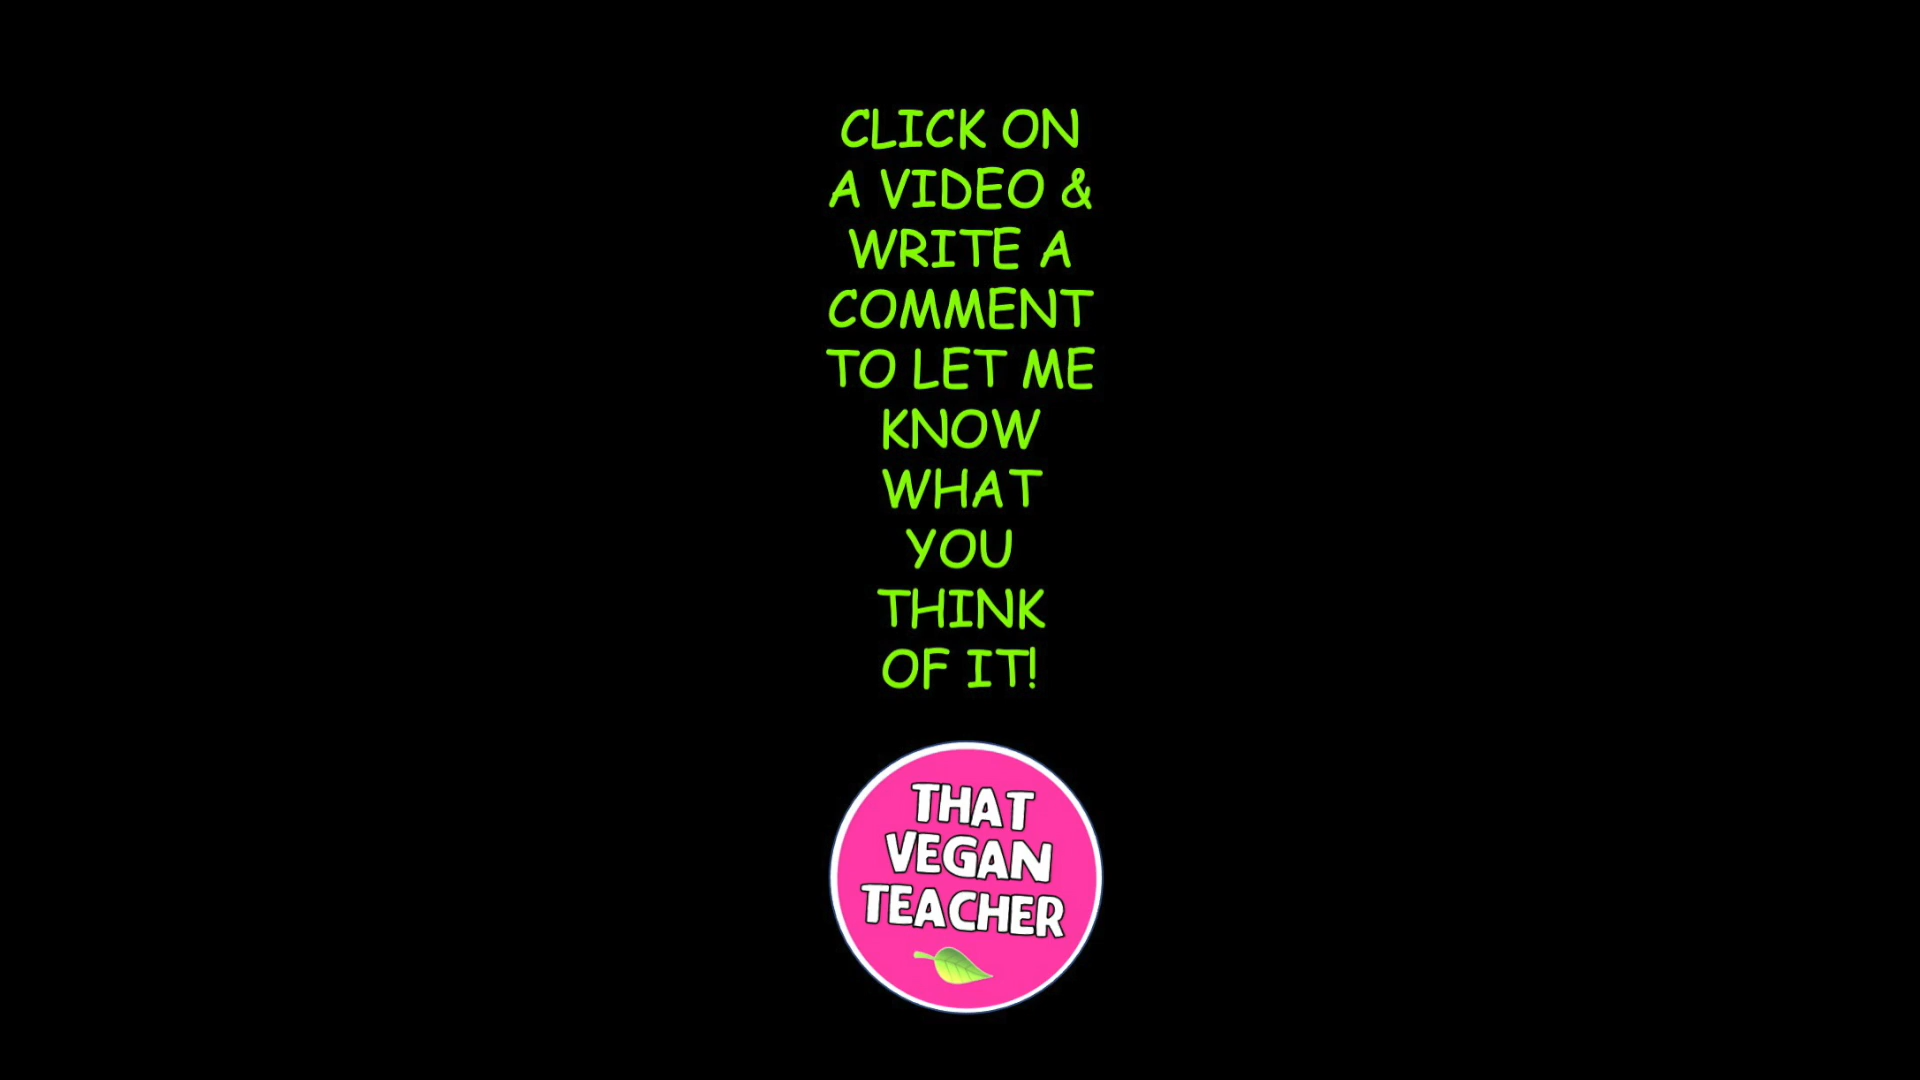 CLICK ON
A VIDEO &
WRITE A
COMMENT
TO LET ME
KNOW
WHAT
YOU
THINK
OF IT!
THAT
VEGAN
TEACHER